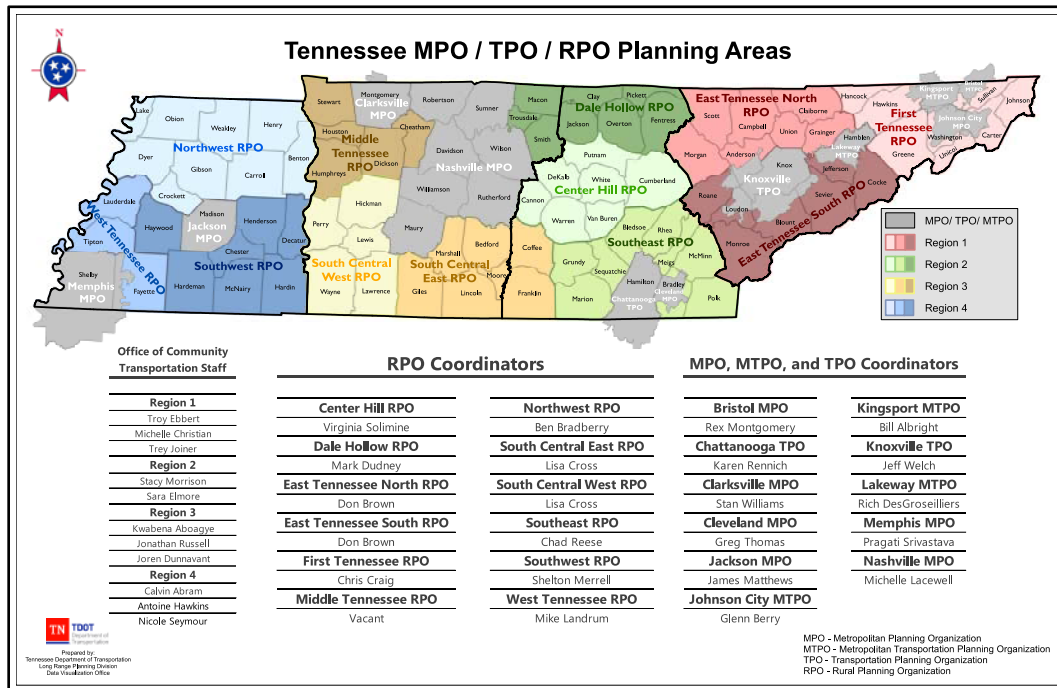 Tennessee MPO / TPO / RPO Planning Areas
N
Lake
Obion
Weakley
Henry
Northwest RPO
Dyer
Gibson
Carroll
Benton
Crockett
Lauderdale
West Tennessee RPO
Tipton
Haywood
Madison
Jackson
MPO
Henderson
Decatur
Chester
Southwest RPO
Shelby
Memphis
MPO
Fayette
Hardeman
McNairy
Hardin
Stewart
Montgomery
Clarksville
MPO
Robertson
Sumner
Macon
Trousdale
Smith
Houston
Cheatham
Middle
Tennessee
RPO
Dickson
Humphreys
Davidson
Wilson
Nashville MPO
Williamson
Rutherford
Hickman
Perry
Lewis
Maury
South Central
West RPO
Wayne
Lawrence
Marshall
Bedford
South Central
East RPO
Moore
Giles
Lincoln
Coffee
Franklin
Clay
Pickett
Dale Hollow RPO
Jackson
Overton
Fentress
Putnam
DeKalb
White
Cumberland
Center Hill RPO
Cannon
Warren
Van Buren
Bledsoe
Rhea
Southeast RPO
Grundy
Sequatchie
Meigs
McMinn
Hamilton
Bradley
Chattanooga
TPO
Cleveland
MPO
Marion
Polk
East Tennessee North
RPO
Scott
Campbell
Claiborne
Union
Grainger
Hancock
Morgan
Anderson
Knox
Knoxville
TPO
Hamblen
Lakeway
MTPO
Jefferson
Roane
Loudon
Blount
Sevier
Cocke
Monroe
East Tennessee South RPO
Hawkins
Kingsport
MTPO
MPO
Sullivan
Johnson
First
Tennessee
RPO
Johnson City
MPO
Washington
Carter
Greene
Unicoi
MPO/ TPO/ MTPO
Region 1
Region 2
Region 3
Region 4
Office of Community
Transportation Staff
Region 1
Troy Ebbert
Michelle Christian
Trey Joiner
Region 2
Stacy Morrison
Sara Elmore
Region 3
Kwabena Aboagye
Jonathan Russell
Joren Dunnavant
Region 4
Calvin Abram
Antoine Hawkins
Nicole Seymour
RPO Coordinators
Center Hill RPO
Virginia Solimine
Dale Hollow RPO
Mark Dudney
East Tennessee North RPO
Don Brown
East Tennessee South RPO
Don Brown
First Tennessee RPO
Chris Craig
Middle Tennessee RPO
Vacant
Northwest RPO
Ben Bradberry
South Central East RPO
Lisa Cross
South Central West RPO
Lisa Cross
Southeast RPO
Chad Reese
Southwest RPO
Shelton Merrell
West Tennessee RPO
Mike Landrum
MPO, MTPO, and TPO Coordinators
Bristol MPO
Rex Montgomery
Chattanooga TPO
Karen Rennich
Clarksville MPO
Stan Williams
Cleveland MPO
Greg Thomas
Jackson MPO
James Matthews
Johnson City MTPO
Glenn Berry
Kingsport MTPO
Bill Albright
Knoxville TPO
Jeff Welch
Lakeway MTPO
Rich DesGroseilliers
Memphis MPO
Pragati Srivastava
Nashville MPO
Michelle Lacewell
TN TDOT
Department of
Transportation
Prepared by:
Tennessee Department of Transportation
Long Range Planning Division
Data Visualization Office
MPO - Metropolitan Planning Organization
MTPO - Metropolitan Transportation Planning Organization
TPO - Transportation Planning Organization
RPO - Rural Planning Organization